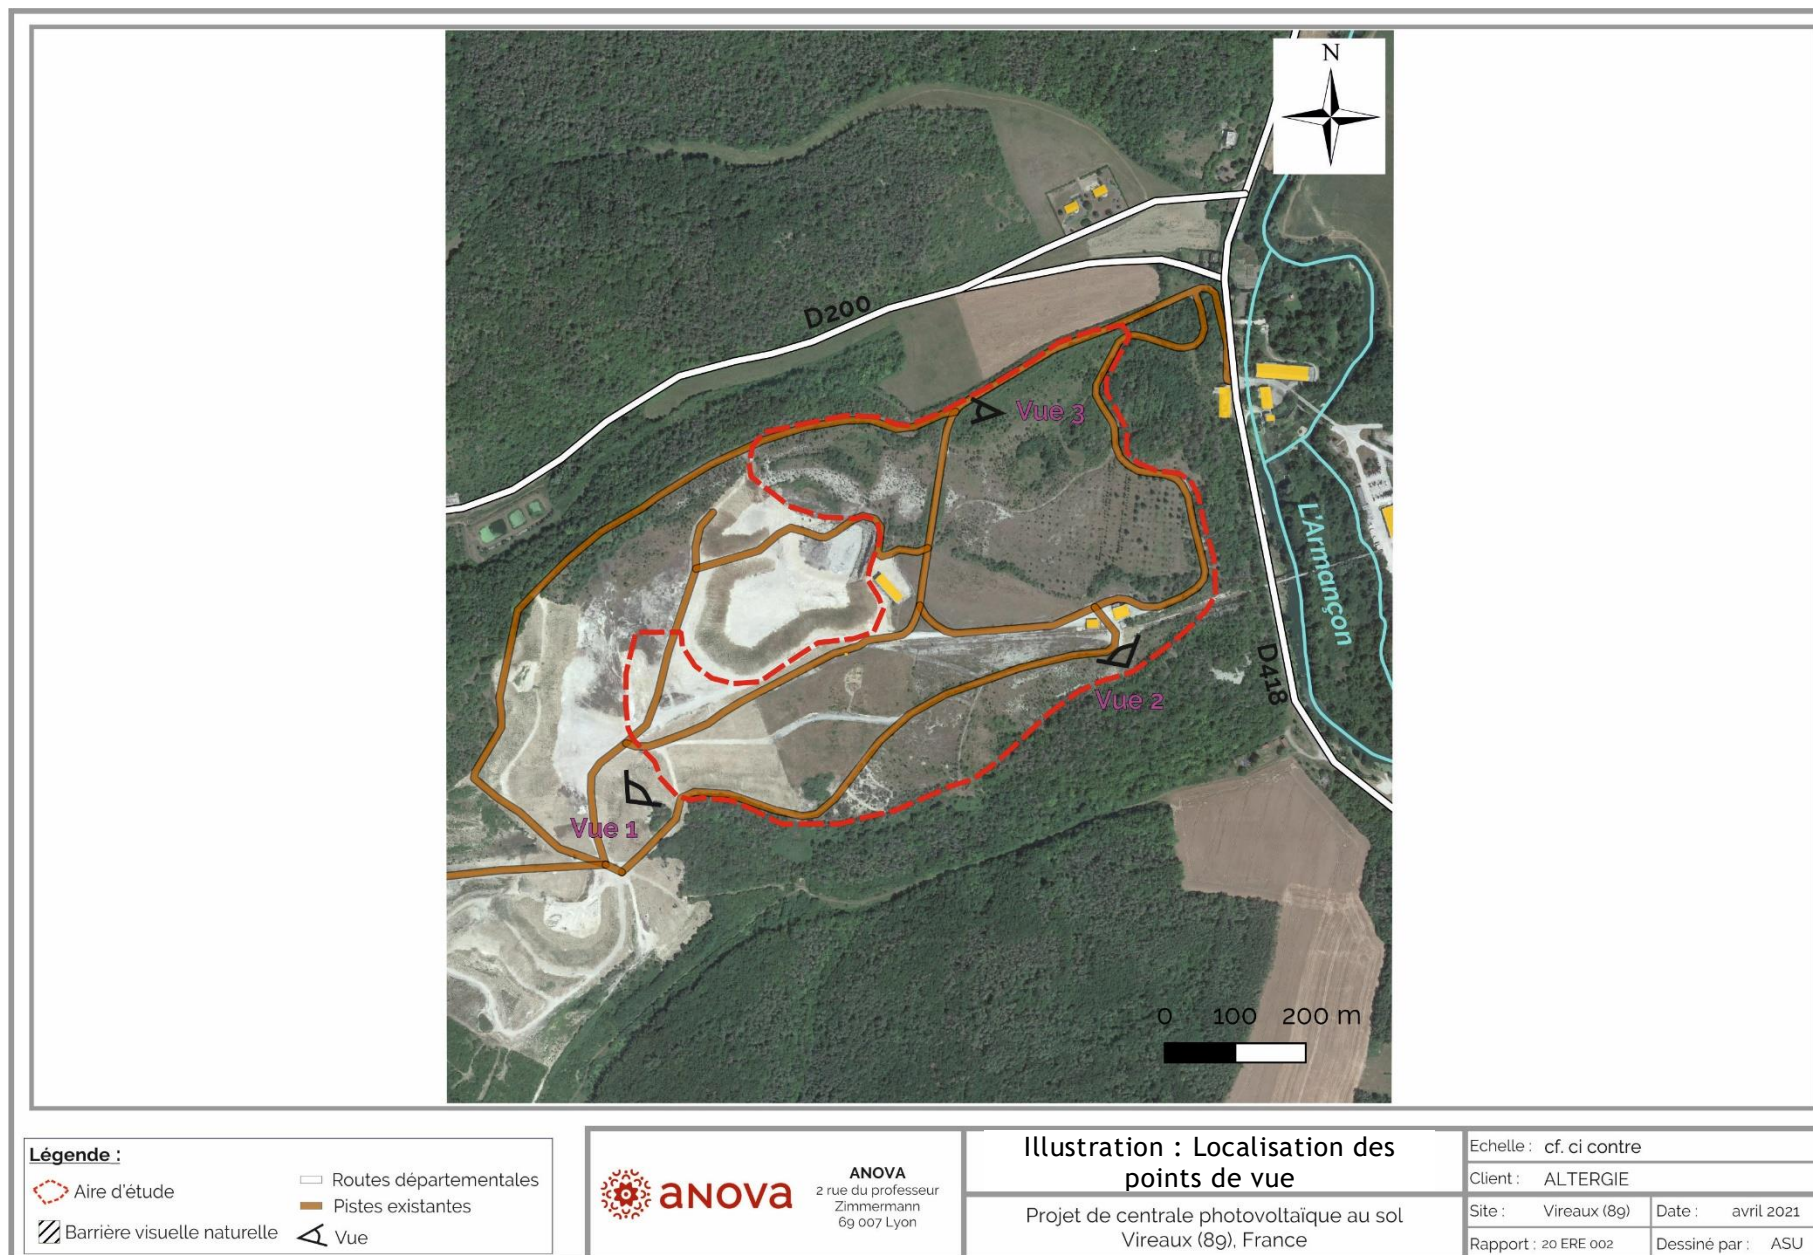 N
D200
Vue 3
L'Armançon
D418
Vue 2
Vue 1
0 100 200 m
Légende :
Aire d'étude
Barrière visuelle naturelle
Routes départementales
Pistes existantes
Vue
ANOVA
ANOVA
2 rue du professeur
Zimmermann
69 007 Lyon
Illustration : Localisation des
points de vue
Projet de centrale photovoltaïque au sol
Vireaux (89), France
Echelle : cf. ci contre
Client : ALTERGIE
Site : Vireaux (89)
Date : avril 2021
Rapport : 20 ERE 002
Dessiné par : ASU